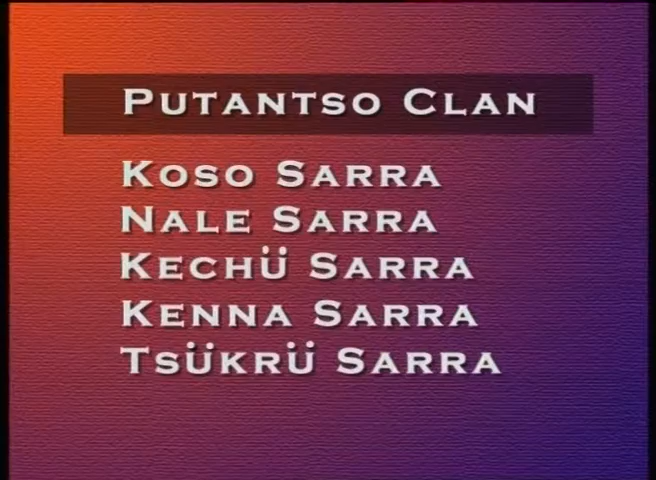 Putantso Clan
Koso Sarra
Nale Sarra
Kechü Sarra
Kenna Sarra
Tsükrü Sarra